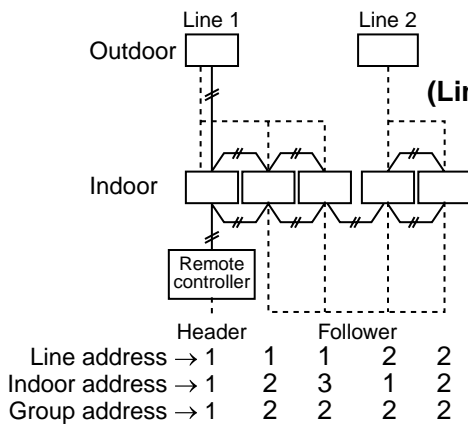 Line 1 Line 2
Outdoor
(Lin
Indoor
Remote
controller
Header Follower
Line address → 1 1 1 2 2
Indoor address → 1 2 3 1 2
Group address → 1 2 2 2 2